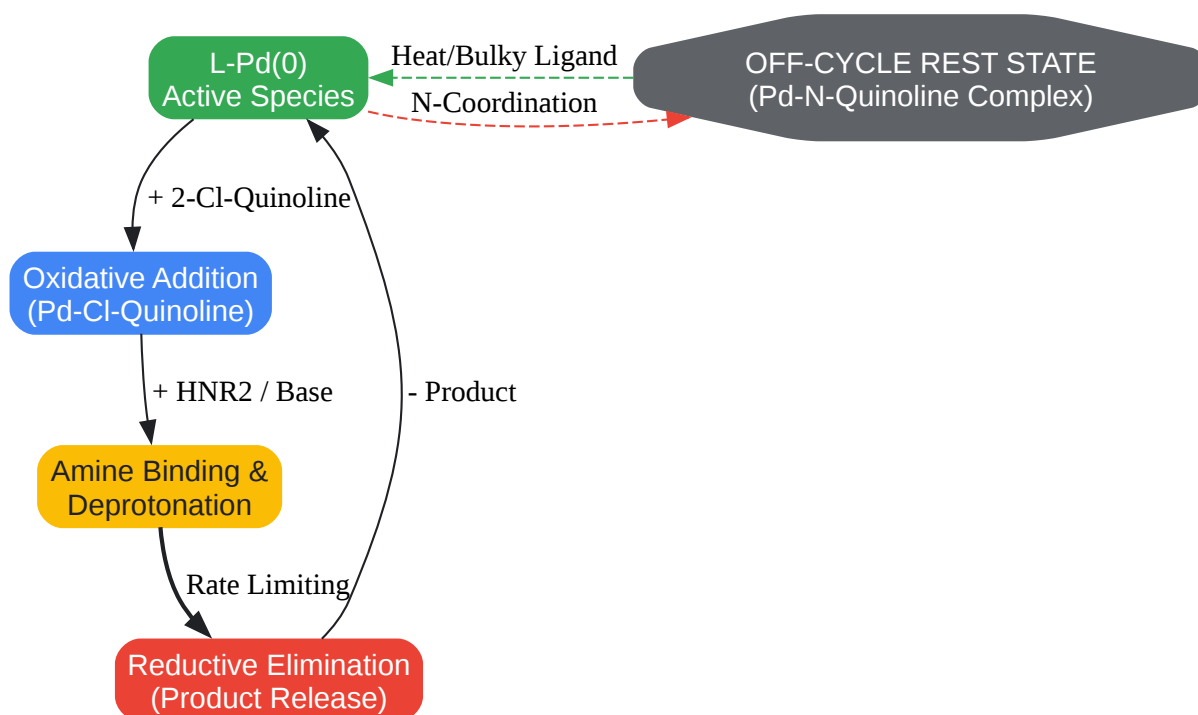 L-Pd(0)
Active Species
Heat/Bulky Ligand
N-Coordination
OFF-CYCLE REST STATE
(Pd-N-Quinoline Complex)
+ 2-Cl-Quinoline
Oxidative Addition
(Pd-Cl-Quinoline)
+ HNR2 / Base
- Product
Amine Binding &
Deprotonation
Rate Limiting
Reductive Elimination
(Product Release)